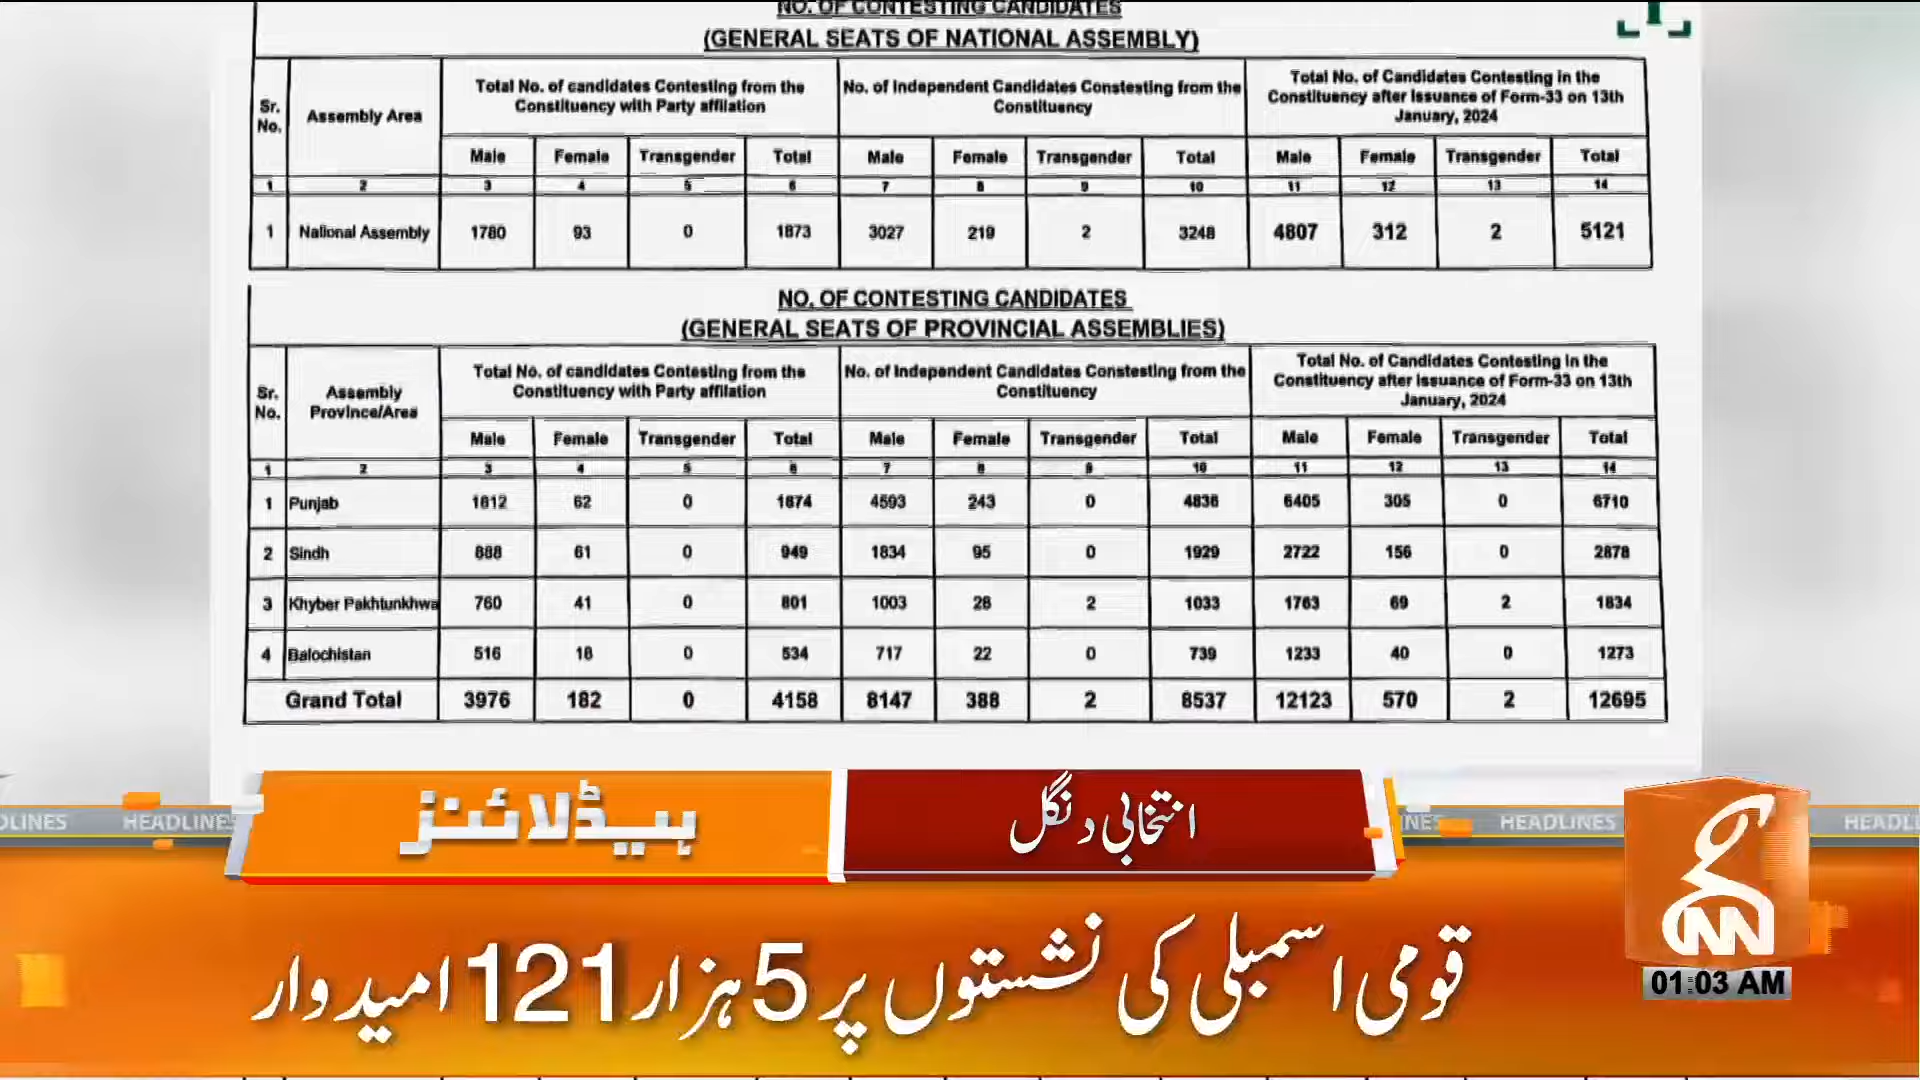 NO. OF CONTESTING CANDIDATES
(GENERAL SEATS OF NATIONAL ASSEMBLY)
Sr. No. Assembly Area Total No. of candidates Contesting from the Constituency with Party affilation No. of Independent Candidates Constesting from the Constituency Total No. of Candidates Contesting in the Constituency after issuance of Form-33 on 13th January, 2024
Male Female Transgender Total Male Female Transgender Total Male Female Transgender Total
1 2 3 4 5 6 7 8 9 10 11 12 13 14
1 National Assembly 1780 93 0 1873 3027 219 2 3248 4807 312 2 5121
NO. OF CONTESTING CANDIDATES
(GENERAL SEATS OF PROVINCIAL ASSEMBLIES)
Sr. No. Assembly Province/Area Total No. of candidates Contesting from the Constituency with Party affilation No. of Independent Candidates Constesting from the Constituency Total No. of Candidates Contesting in the Constituency after issuance of Form-33 on 13th January, 2024
Male Female Transgender Total Male Female Transgender Total Male Female Transgender Total
1 2 3 4 5 6 7 8 9 10 11 12 13 14
1 Punjab 1812 62 0 1874 4593 243 0 4836 6405 305 0 6710
2 Sindh 888 61 0 949 1834 95 0 1929 2722 156 0 2878
3 Khyber Pakhtunkhwa 760 41 0 801 1003 28 2 1033 1763 69 2 1834
4 Balochistan 516 18 0 534 717 22 0 739 1233 40 0 1273
Grand Total 3976 182 0 4158 8147 388 2 8537 12123 570 2 12695
انتخابی دنگل
ہیڈلائنز
HEADLINES HEADLINES
قومی اسمبلی کی نشستوں پر 5 ہزار 121 امیدوار
GNN
01:03 AM